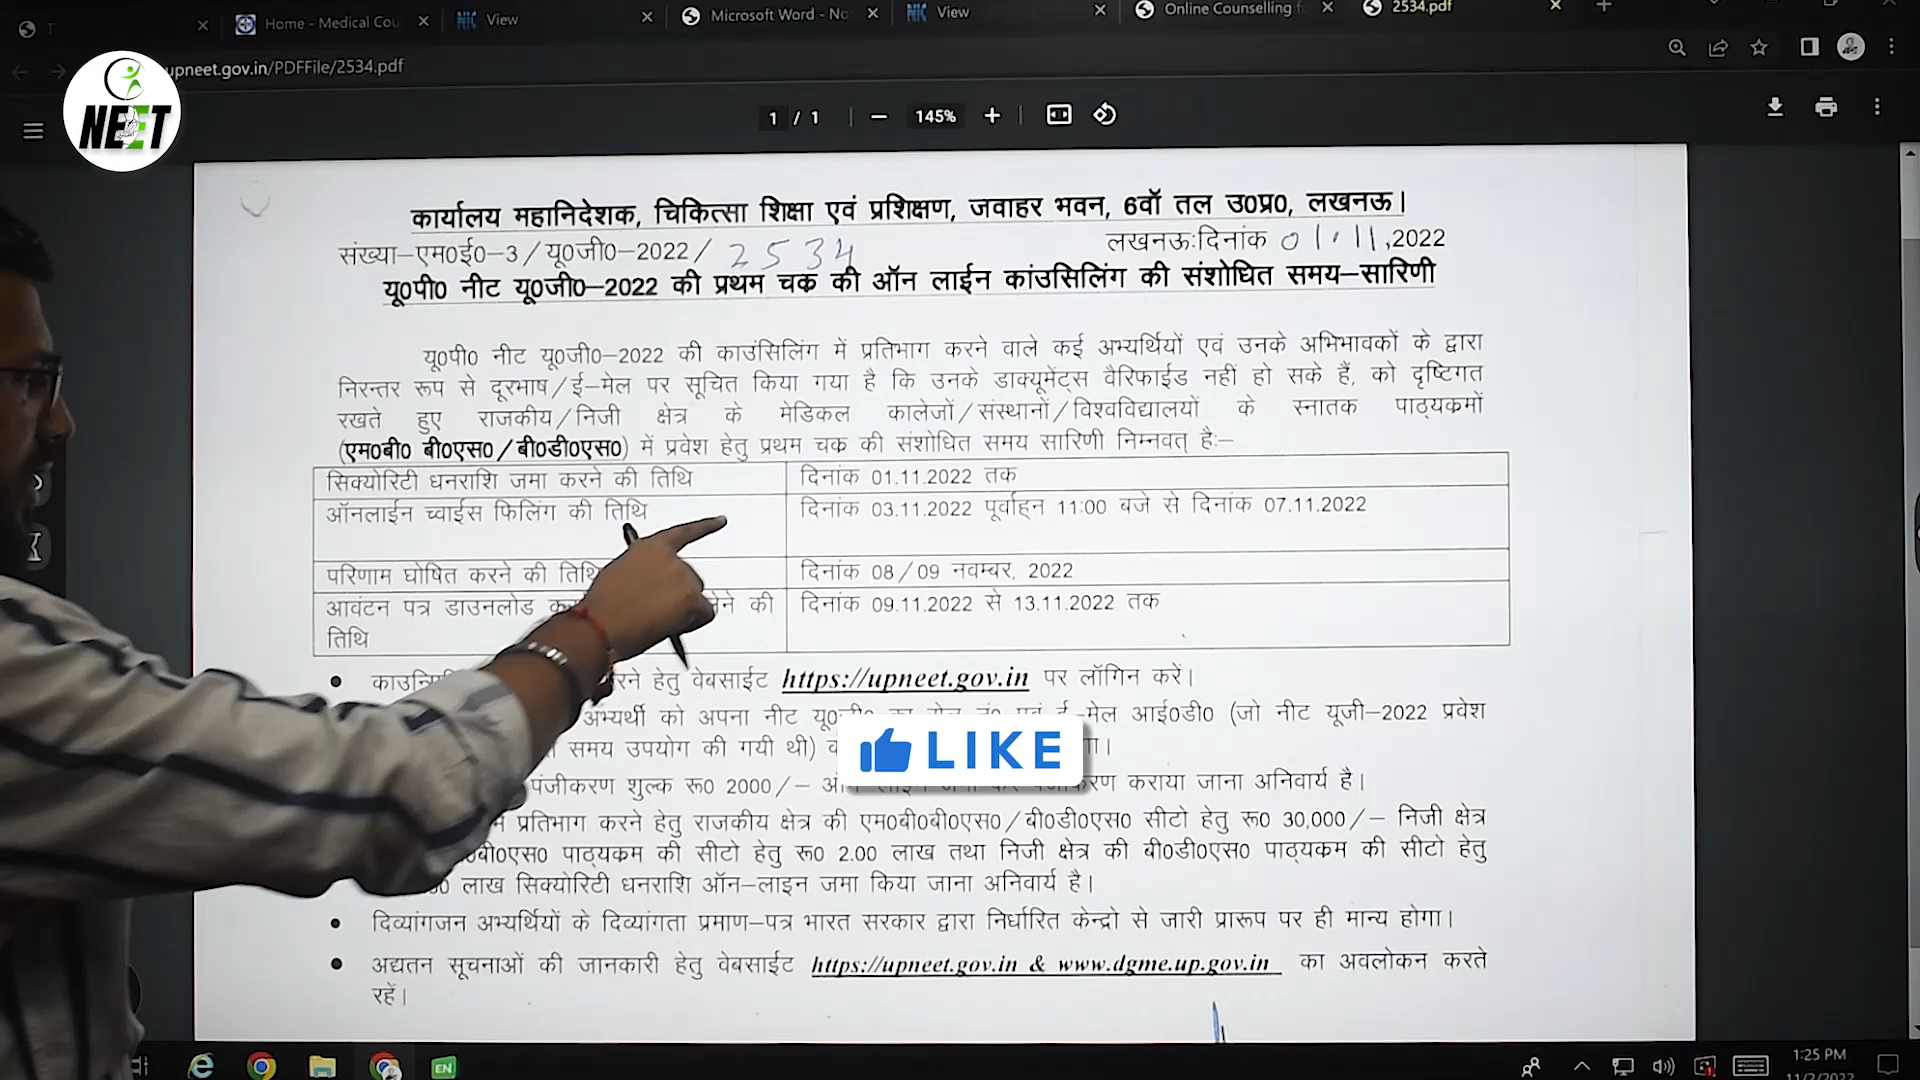 Home - Medical Cou
View
Microsoft Word - No
View
Online Counselling f
2534.pdf
upneet.gov.in/PDFFile/2534.pdf
NEET
1 / 1
145%
कार्यालय महानिदेशक, चिकित्सा शिक्षा एवं प्रशिक्षण, जवाहर भवन, 6वॉ तल उ0प्र0, लखनऊ।
संख्या-एम0ई0-3/यू0जी0-2022/ 2534 लखनऊ:दिनांक 01.11,2022
यू0पी0 नीट यू0जी0-2022 की प्रथम चक्र की ऑन लाईन कांउसिलिंग की संशोधित समय-सारिणी
यू0पी0 नीट यू0जी0-2022 की काउंसिलिंग में प्रतिभाग करने वाले कई अभ्यर्थियों एवं उनके अभिभावकों के द्वारा
निरन्तर रूप से दूरभाष/ई-मेल पर सूचित किया गया है कि उनके डाक्यूमेंट्स वैरिफाईड नहीं हो सके हैं, को दृष्टिगत
रखते हुए राजकीय/निजी क्षेत्र के मेडिकल कालेजों/संस्थानों/विश्वविद्यालयों के स्नातक पाठ्यक्रमों
(एम0बी0 बी0एस0/बी0डी0एस0) में प्रवेश हेतु प्रथम चक्र की संशोधित समय सारिणी निम्नवत् है:-
सिक्योरिटी धनराशि जमा करने की तिथि दिनांक 01.11.2022 तक
ऑनलाईन च्वाईस फिलिंग की तिथि दिनांक 03.11.2022 पूर्वाह्न 11:00 बजे से दिनांक 07.11.2022
परिणाम घोषित करने की तिथि दिनांक 08/09 नवम्बर, 2022
आवंटन पत्र डाउनलोड लेने की दिनांक 09.11.2022 से 13.11.2022 तक
तिथि
• हेतु वेबसाईट https://upneet.gov.in पर लॉगिन करें।
अभ्यर्थी को अपना नीट ई-मेल आई0डी0 (जो नीट यूजी-2022 प्रवेश
समय उपयोग की गयी थी)
LIKE
पंजीकरण शुल्क रू0 2000/- कराया जाना अनिवार्य है।
प्रतिभाग करने हेतु राजकीय क्षेत्र की एम0बी0बी0एस0/बी0डी0एस0 सीटो हेतु रू0 30,000/- निजी क्षेत्र
पाठ्यक्रम की सीटो हेतु रू0 2.00 लाख तथा निजी क्षेत्र की बी0डी0एस0 पाठ्यक्रम की सीटो हेतु
लाख सिक्योरिटी धनराशि ऑन-लाइन जमा किया जाना अनिवार्य है।
• दिव्यांगजन अभ्यर्थियों के दिव्यांगता प्रमाण-पत्र भारत सरकार द्वारा निर्धारित केन्द्रो से जारी प्रारूप पर ही मान्य होगा।
• अद्यतन सूचनाओं की जानकारी हेतु वेबसाईट https://upneet.gov.in & www.dgme.up.gov.in का अवलोकन करते
रहें।
EN
1:25 PM
11/2/2022